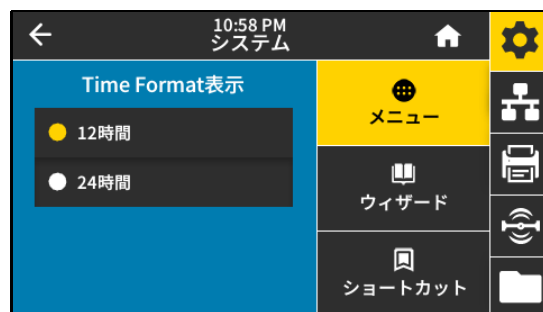 10:58 PM
システム
Time Format表示
12時間
24時間
メニュー
ウィザード
ショートカット